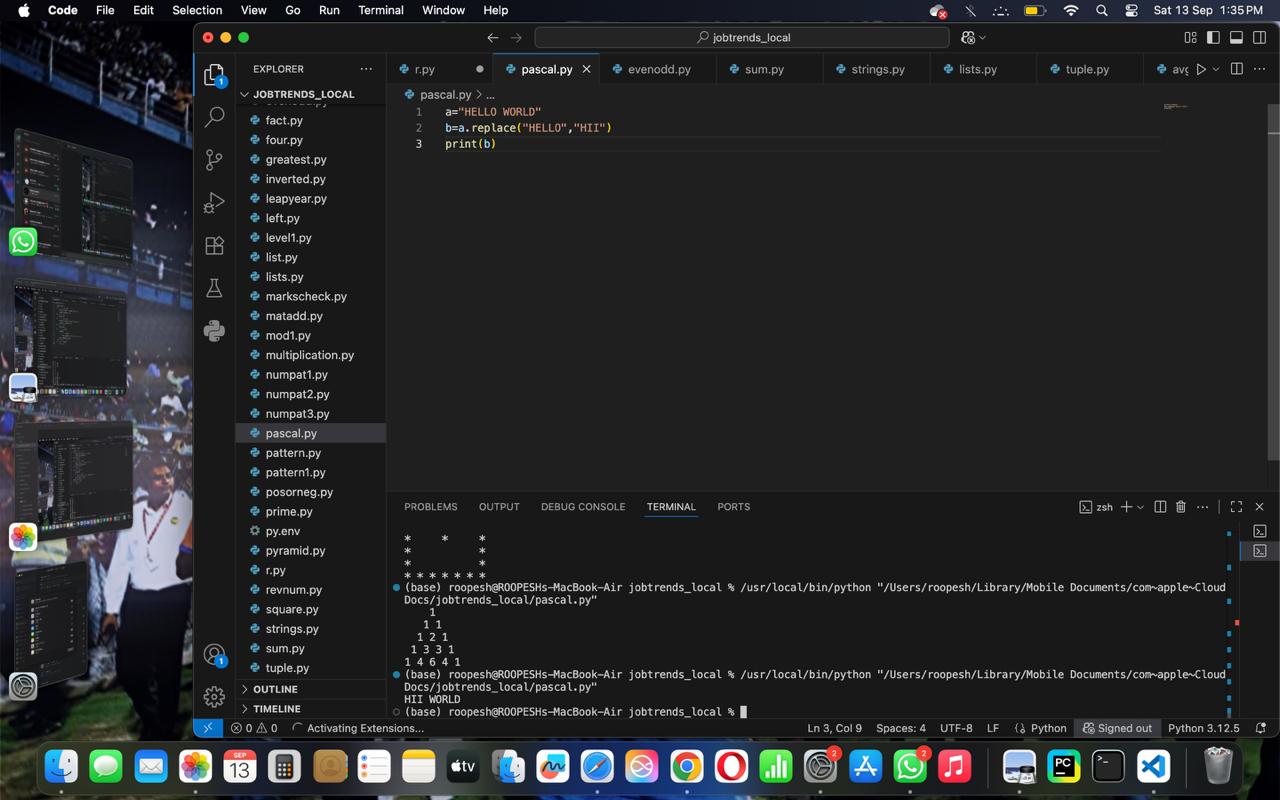 Code File Edit Selection View Go Run Terminal Window Help Sat 13 Sep 1:35 PM
jobtrends_local
EXPLORER
r.py pascal.py evenodd.py sum.py strings.py lists.py tuple.py avg
JOBTRENDS_LOCAL
pascal.py > ...
fact.py
four.py
greatest.py
inverted.py
leapyear.py
left.py
level1.py
list.py
lists.py
markscheck.py
matadd.py
mod1.py
multiplication.py
numpat1.py
numpat2.py
numpat3.py
pascal.py
pattern.py
pattern1.py
posorneg.py
prime.py
py.env
pyramid.py
r.py
revnum.py
square.py
strings.py
sum.py
tuple.py
OUTLINE
TIMELINE
1 a="HELLO WORLD"
2 b=a.replace("HELLO","HII")
3 print(b)
PROBLEMS OUTPUT DEBUG CONSOLE TERMINAL PORTS zsh
* * *
* *
* *
* * * * * * *
(base) roopesh@ROOPESHs-MacBook-Air jobtrends_local % /usr/local/bin/python "/Users/roopesh/Library/Mobile Documents/com~apple~Cloud
Docs/jobtrends_local/pascal.py"
1
1 1
1 2 1
1 3 3 1
1 4 6 4 1
(base) roopesh@ROOPESHs-MacBook-Air jobtrends_local % /usr/local/bin/python "/Users/roopesh/Library/Mobile Documents/com~apple~Cloud
Docs/jobtrends_local/pascal.py"
HII WORLD
(base) roopesh@ROOPESHs-MacBook-Air jobtrends_local %
0 0 Activating Extensions... Ln 3, Col 9 Spaces: 4 UTF-8 LF Python Signed out Python 3.12.5
1
1
SEP
13
tv
2
2
PC